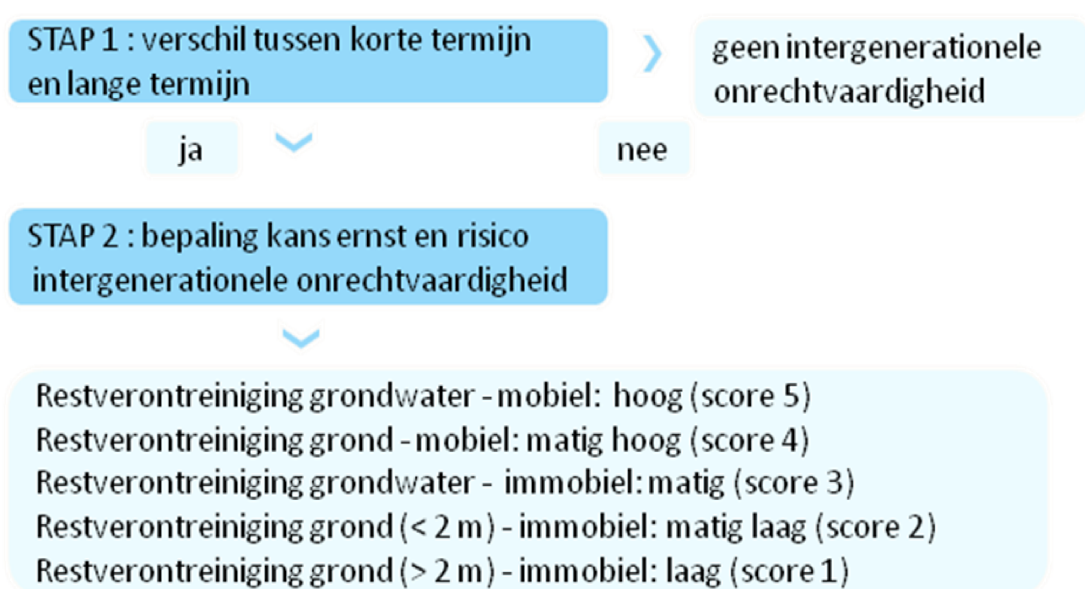 STAP 1 : verschil tussen korte termijn
en lange termijn
geen intergenerationele
onrechtvaardigheid
ja
nee
STAP 2 : bepaling kans ernst en risico
intergenerationele onrechtvaardigheid
Restverontreiniging grondwater - mobiel: hoog (score 5)
Restverontreiniging grond - mobiel: matig hoog (score 4)
Restverontreiniging grondwater - immobiel: matig (score 3)
Restverontreiniging grond (< 2 m) - immobiel: matig laag (score 2)
Restverontreiniging grond (> 2 m) - immobiel: laag (score 1)